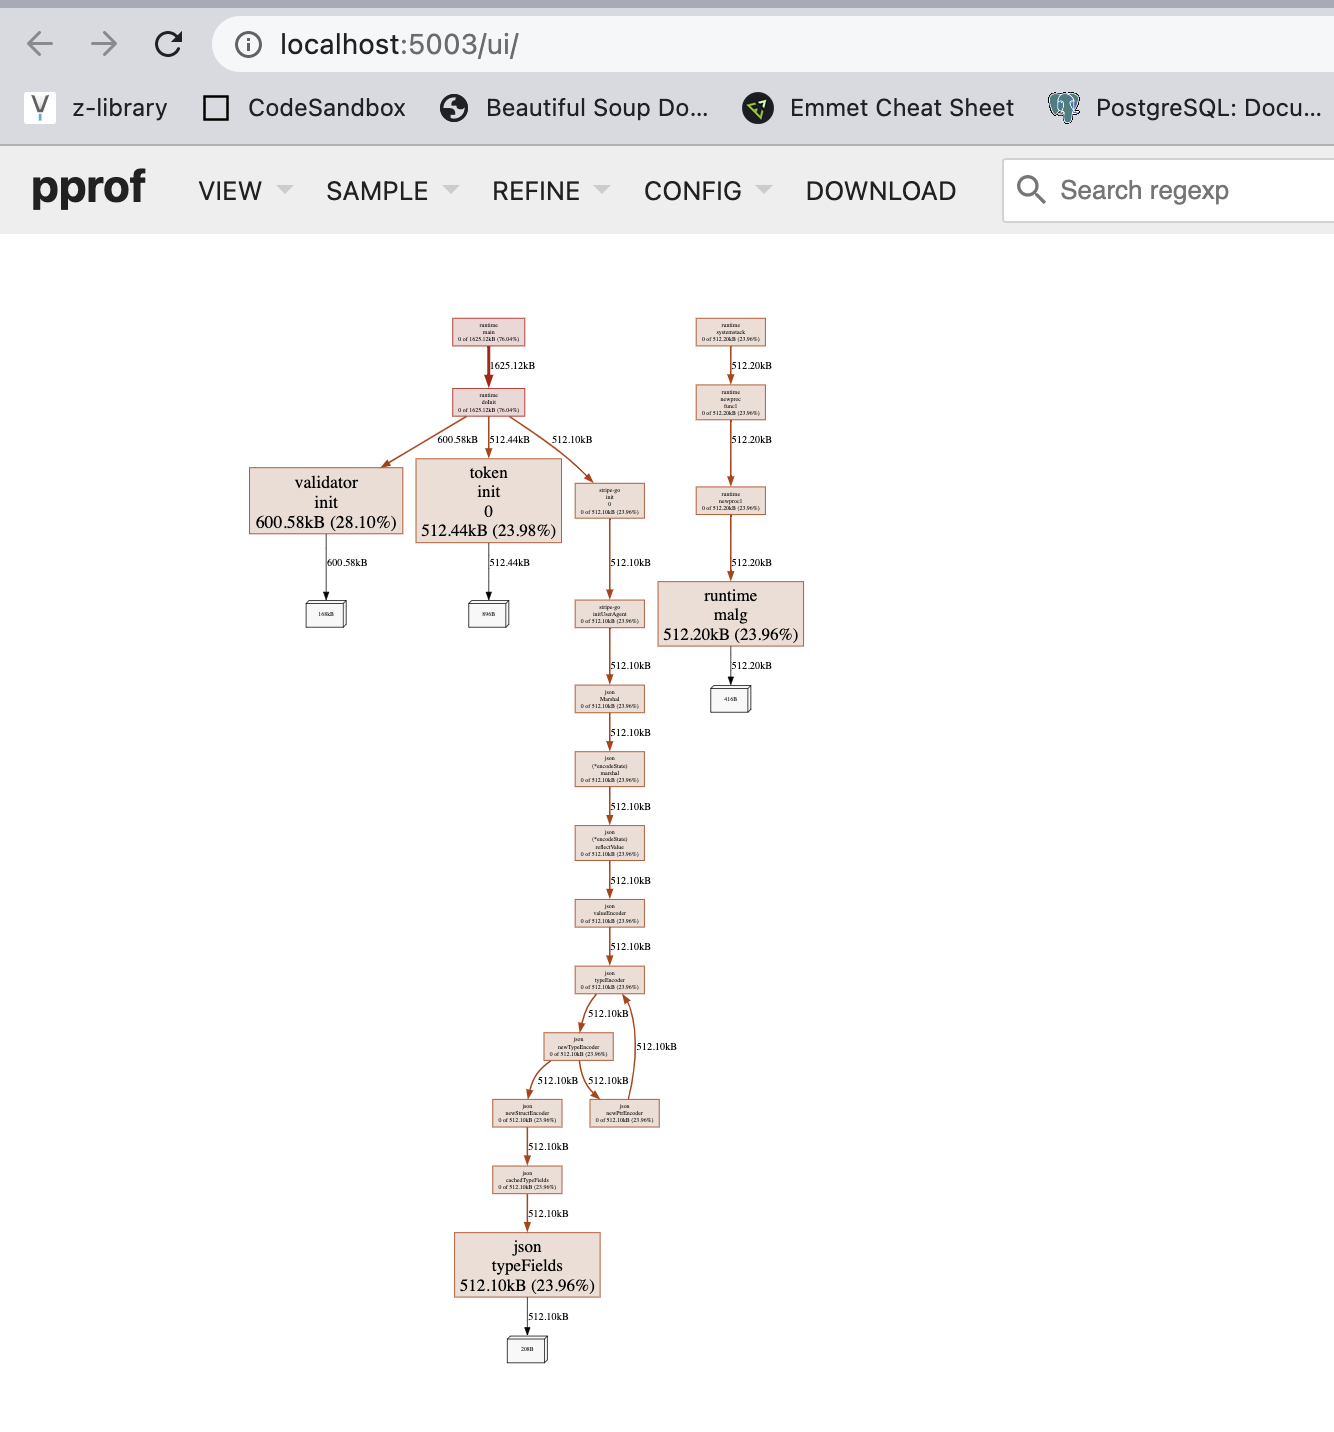 localhost:5003/ui/
z-library CodeSandbox Beautiful Soup Do... Emmet Cheat Sheet PostgreSQL: Docu...
pprof VIEW SAMPLE REFINE CONFIG DOWNLOAD Search regexp
runtime
main
0 of 1625.12kB (76.04%)
1625.12kB
runtime
doInit
0 of 1625.12kB (76.04%)
600.58kB
512.44kB
512.10kB
validator
init
600.58kB (28.10%)
600.58kB
168kB
token
init
0
512.44kB (23.98%)
512.44kB
896B
stripe-go
init
0
0 of 512.10kB (23.96%)
512.10kB
stripe-go
initUserAgent
0 of 512.10kB (23.96%)
512.10kB
json
Marshal
0 of 512.10kB (23.96%)
512.10kB
json
(*encodeState)
marshal
0 of 512.10kB (23.96%)
512.10kB
json
(*encodeState)
reflectValue
0 of 512.10kB (23.96%)
512.10kB
json
valueEncoder
0 of 512.10kB (23.96%)
512.10kB
json
typeEncoder
0 of 512.10kB (23.96%)
512.10kB
512.10kB
json
newTypeEncoder
0 of 512.10kB (23.96%)
512.10kB
512.10kB
json
newStructEncoder
0 of 512.10kB (23.96%)
json
newPtrEncoder
0 of 512.10kB (23.96%)
512.10kB
json
cachedTypeFields
0 of 512.10kB (23.96%)
512.10kB
json
typeFields
512.10kB (23.96%)
512.10kB
208B
runtime
systemstack
0 of 512.20kB (23.96%)
512.20kB
runtime
newproc
func1
0 of 512.20kB (23.96%)
512.20kB
runtime
newproc1
0 of 512.20kB (23.96%)
512.20kB
runtime
malg
512.20kB (23.96%)
512.20kB
416B